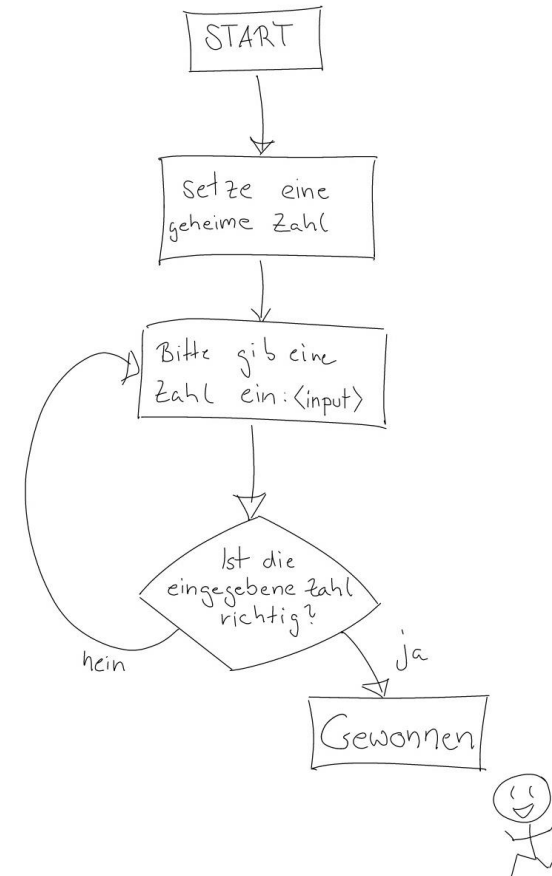 START
setze eine
geheime Zahl
Bitte gib eine
Zahl ein: <input>
Ist die
eingegebene Zahl
richtig?
nein
ja
Gewonnen